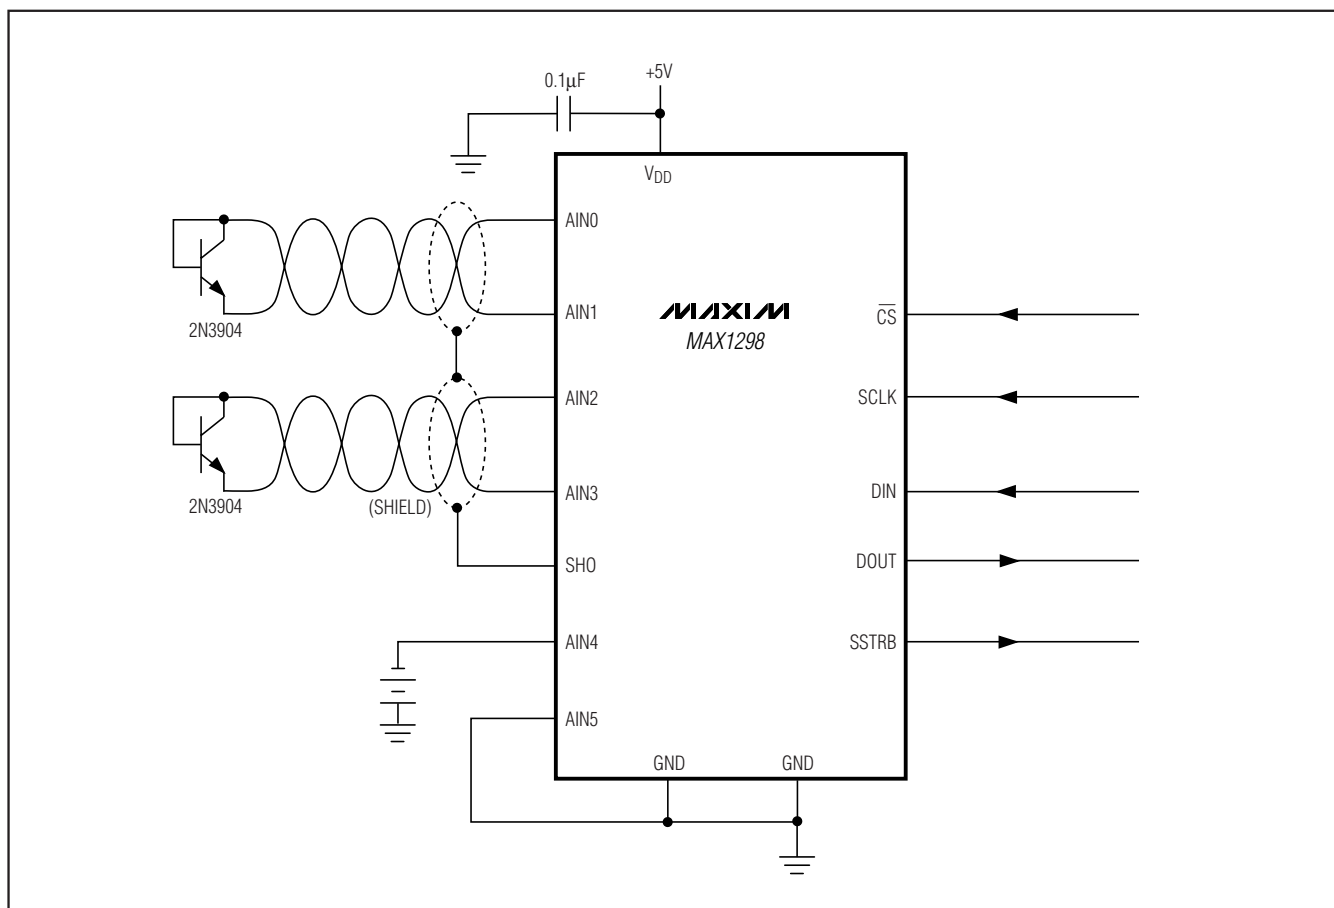 0.1µF
+5V
VDD
AIN0
AIN1
2N3904
MAXIM
MAX1298
CS
AIN2
SCLK
AIN3
DIN
2N3904
(SHIELD)
SHO
DOUT
AIN4
SSTRB
AIN5
GND
GND